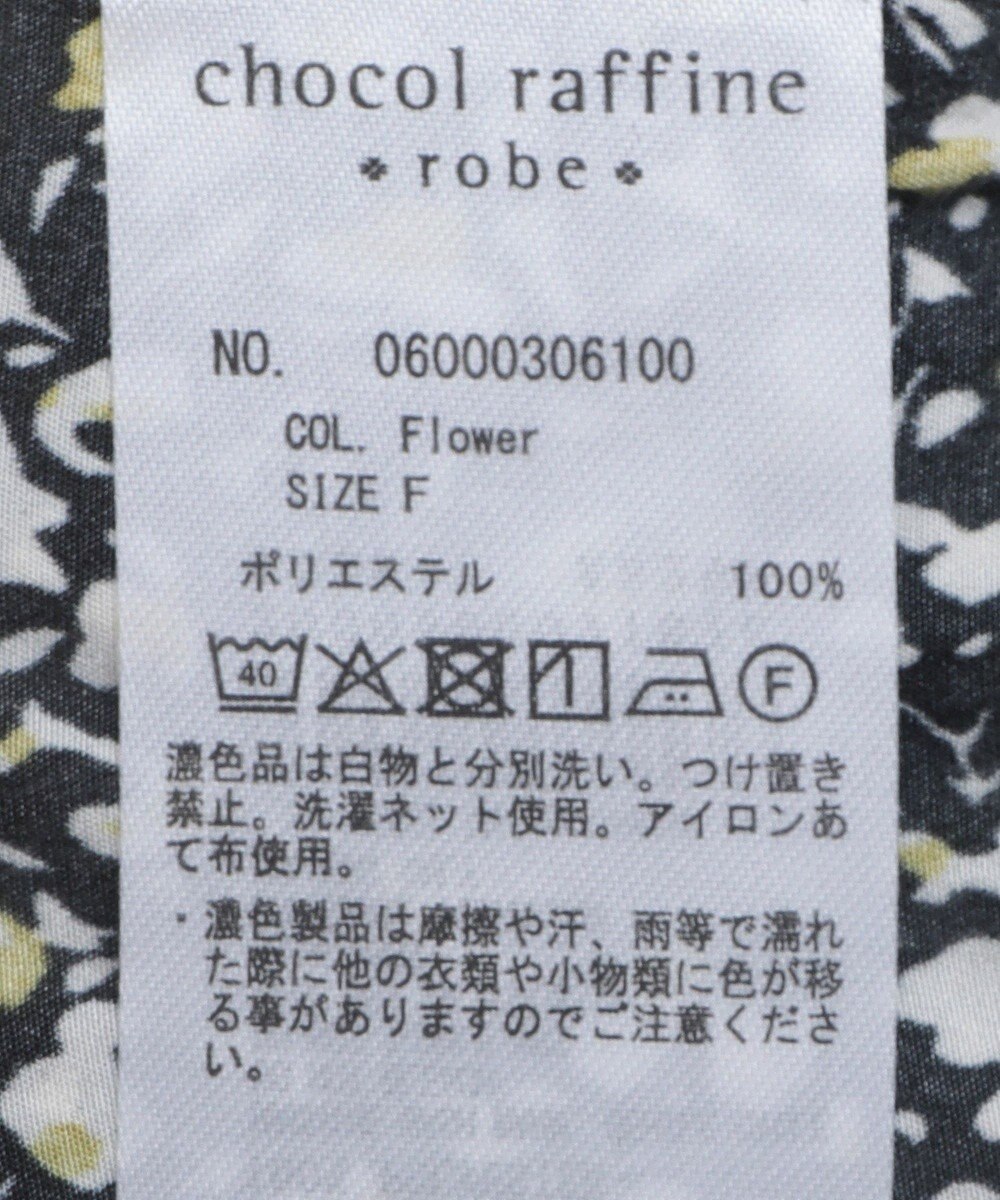 chocol raffine
robe
NO. 06000306100
COL. Flower
SIZE F
ポリエステル 100%
40 F
濃色品は白物と分別洗い。つけ置き
禁止。洗濯ネット使用。アイロンあ
て布使用。
・濃色製品は摩擦や汗、雨等で濡れ
た際に他の衣類や小物類に色が移
る事がありますのでご注意くださ
い。